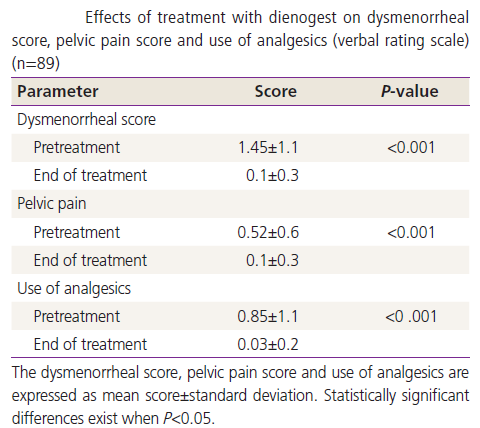 Effects of treatment with dienogest on dysmenorrheal
score, pelvic pain score and use of analgesics (verbal rating scale)
(n=89)
Parameter Score P-value
Dysmenorrheal score
Pretreatment 1.45±1.1 <0.001
End of treatment 0.1±0.3
Pelvic pain
Pretreatment 0.52±0.6 <0.001
End of treatment 0.1±0.3
Use of analgesics
Pretreatment 0.85±1.1 <0 .001
End of treatment 0.03±0.2
The dysmenorrheal score, pelvic pain score and use of analgesics are
expressed as mean score±standard deviation. Statistically significant
differences exist when P<0.05.